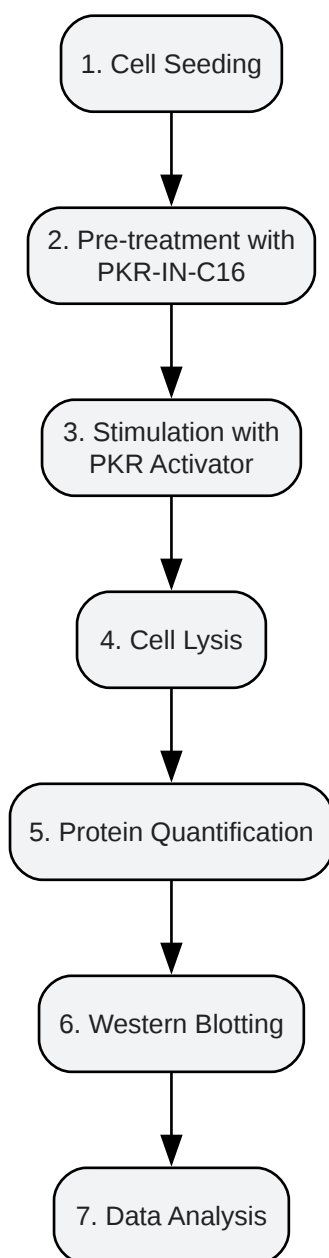 1. Cell Seeding
2. Pre-treatment with
PKR-IN-C16
3. Stimulation with
PKR Activator
4. Cell Lysis
5. Protein Quantification
6. Western Blotting
7. Data Analysis